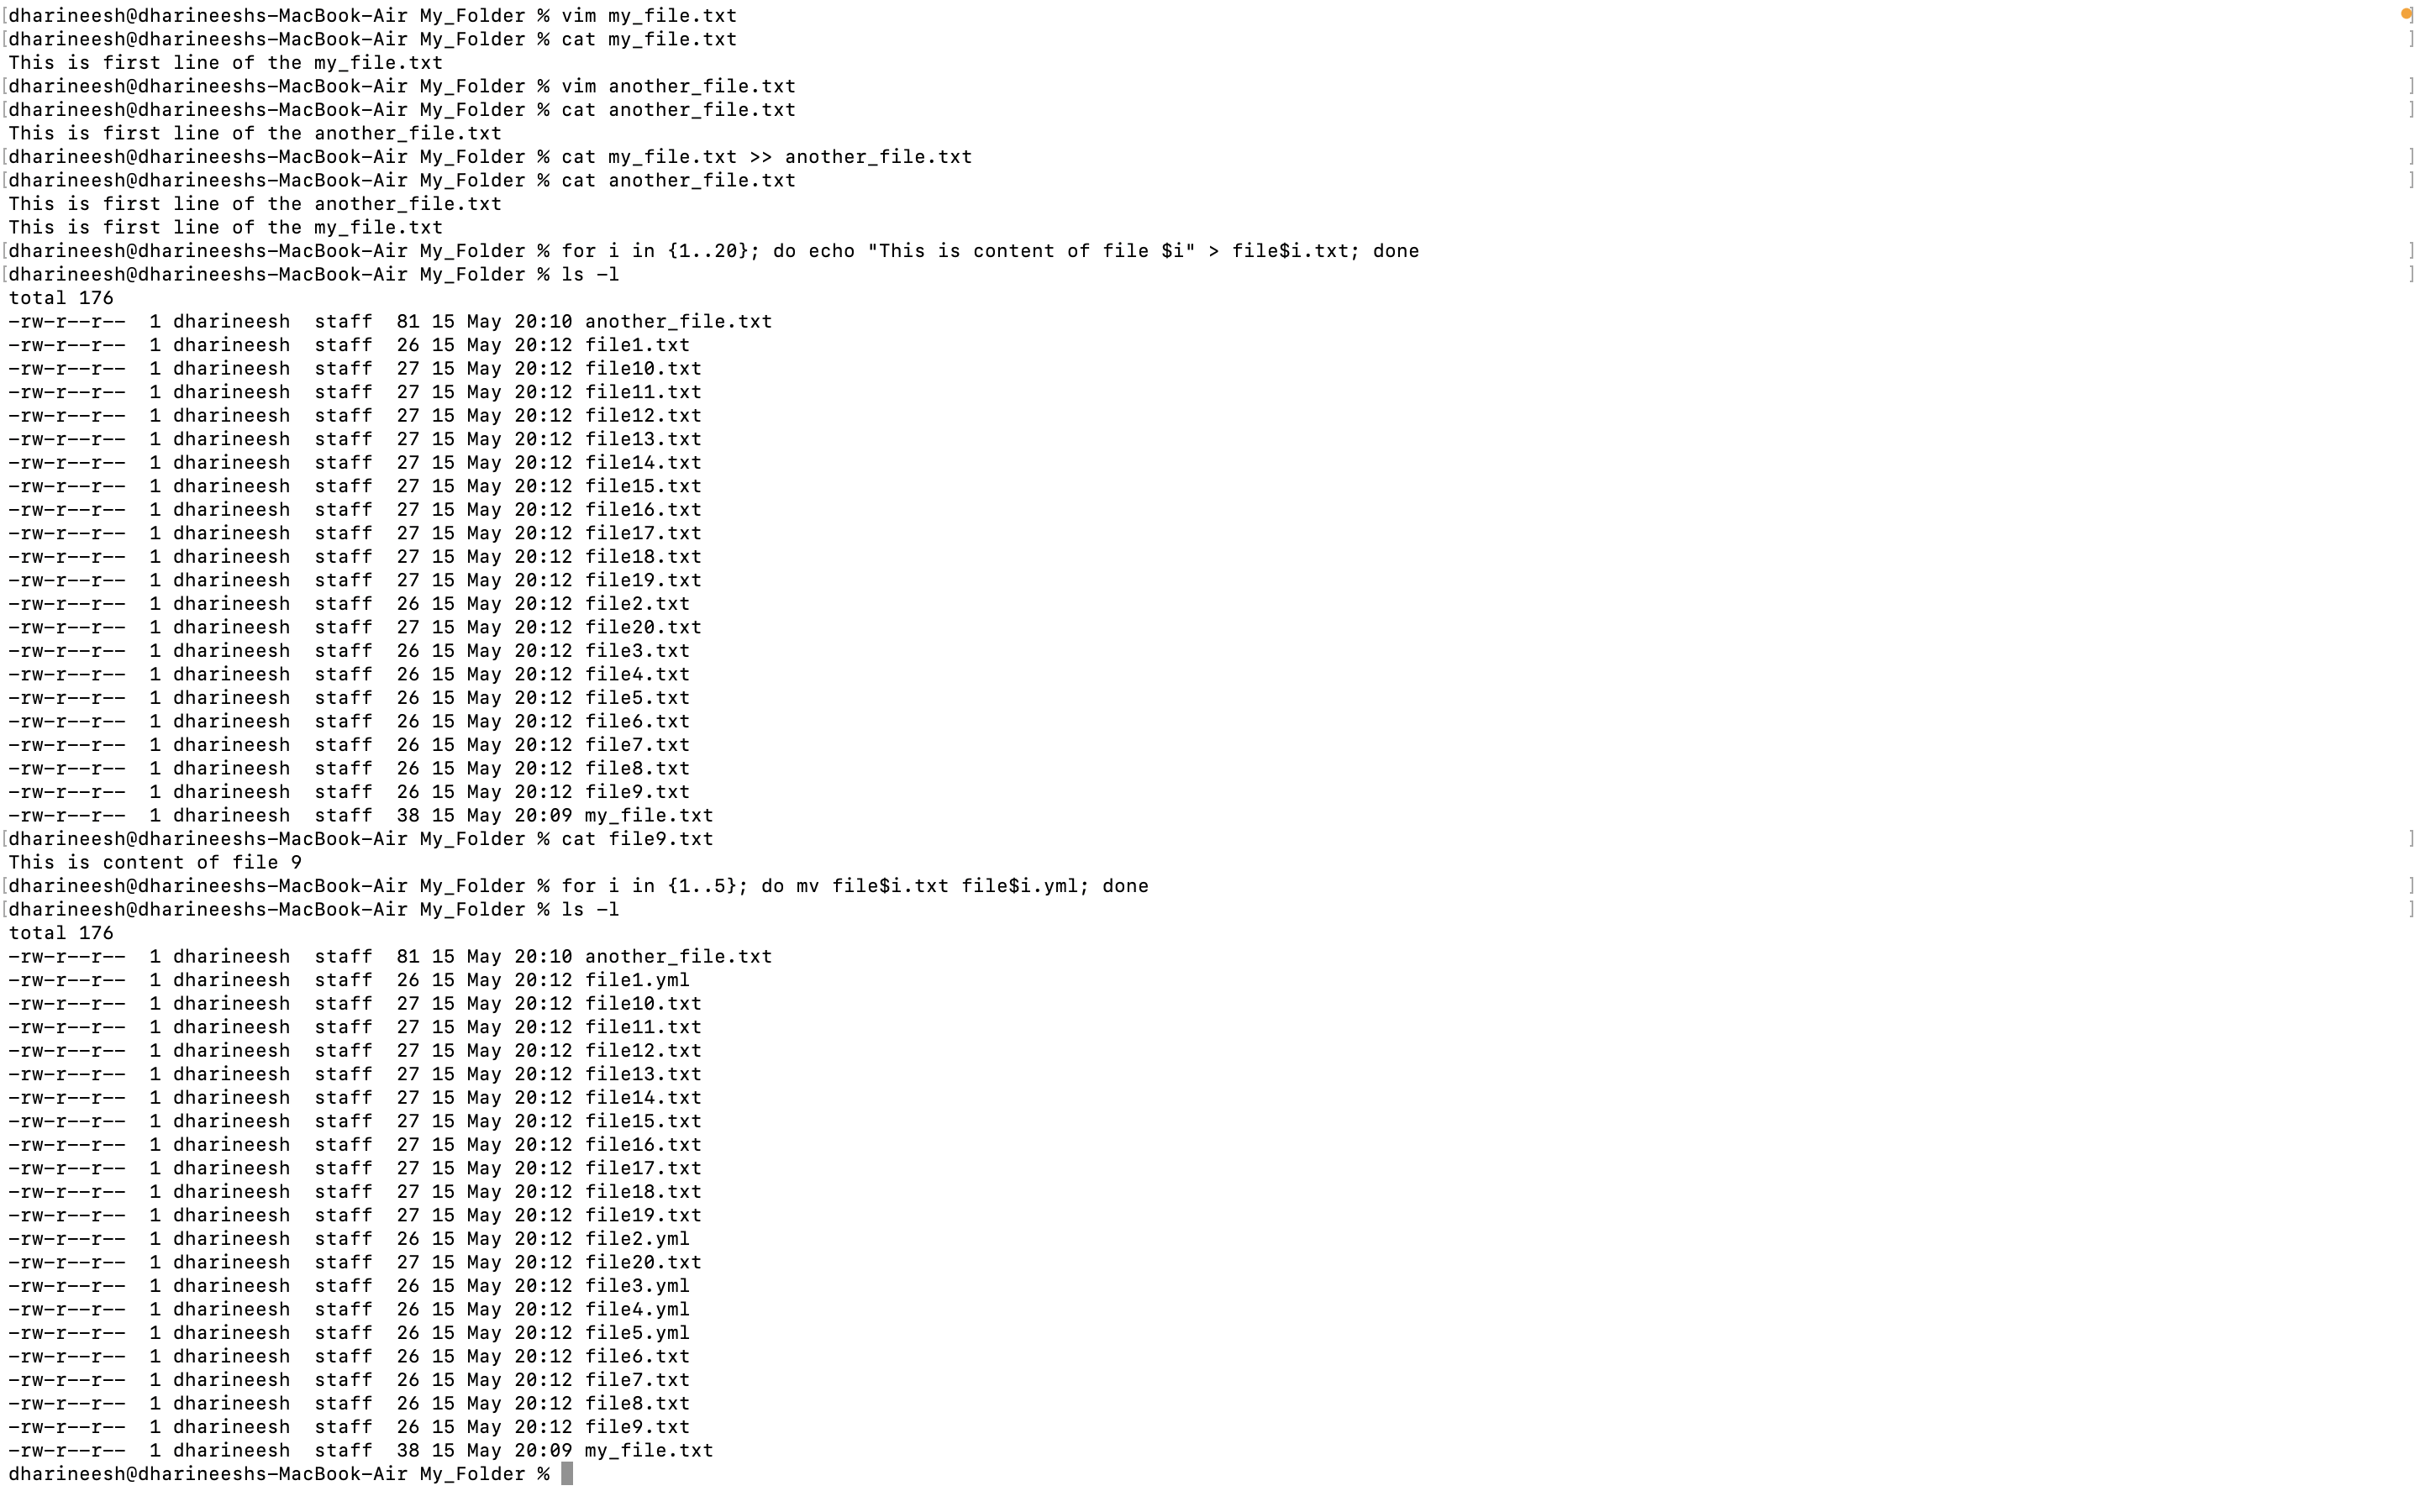 [dharineesh@dharineeshs-MacBook-Air My_Folder % vim my_file.txt ]
[dharineesh@dharineeshs-MacBook-Air My_Folder % cat my_file.txt ]
This is first line of the my_file.txt
[dharineesh@dharineeshs-MacBook-Air My_Folder % vim another_file.txt ]
[dharineesh@dharineeshs-MacBook-Air My_Folder % cat another_file.txt ]
This is first line of the another_file.txt
[dharineesh@dharineeshs-MacBook-Air My_Folder % cat my_file.txt >> another_file.txt ]
[dharineesh@dharineeshs-MacBook-Air My_Folder % cat another_file.txt ]
This is first line of the another_file.txt
This is first line of the my_file.txt
[dharineesh@dharineeshs-MacBook-Air My_Folder % for i in {1..20}; do echo "This is content of file $i" > file$i.txt; done ]
[dharineesh@dharineeshs-MacBook-Air My_Folder % ls -l ]
total 176
-rw-r--r--  1 dharineesh  staff  81 15 May 20:10 another_file.txt
-rw-r--r--  1 dharineesh  staff  26 15 May 20:12 file1.txt
-rw-r--r--  1 dharineesh  staff  27 15 May 20:12 file10.txt
-rw-r--r--  1 dharineesh  staff  27 15 May 20:12 file11.txt
-rw-r--r--  1 dharineesh  staff  27 15 May 20:12 file12.txt
-rw-r--r--  1 dharineesh  staff  27 15 May 20:12 file13.txt
-rw-r--r--  1 dharineesh  staff  27 15 May 20:12 file14.txt
-rw-r--r--  1 dharineesh  staff  27 15 May 20:12 file15.txt
-rw-r--r--  1 dharineesh  staff  27 15 May 20:12 file16.txt
-rw-r--r--  1 dharineesh  staff  27 15 May 20:12 file17.txt
-rw-r--r--  1 dharineesh  staff  27 15 May 20:12 file18.txt
-rw-r--r--  1 dharineesh  staff  27 15 May 20:12 file19.txt
-rw-r--r--  1 dharineesh  staff  26 15 May 20:12 file2.txt
-rw-r--r--  1 dharineesh  staff  27 15 May 20:12 file20.txt
-rw-r--r--  1 dharineesh  staff  26 15 May 20:12 file3.txt
-rw-r--r--  1 dharineesh  staff  26 15 May 20:12 file4.txt
-rw-r--r--  1 dharineesh  staff  26 15 May 20:12 file5.txt
-rw-r--r--  1 dharineesh  staff  26 15 May 20:12 file6.txt
-rw-r--r--  1 dharineesh  staff  26 15 May 20:12 file7.txt
-rw-r--r--  1 dharineesh  staff  26 15 May 20:12 file8.txt
-rw-r--r--  1 dharineesh  staff  26 15 May 20:12 file9.txt
-rw-r--r--  1 dharineesh  staff  38 15 May 20:09 my_file.txt
[dharineesh@dharineeshs-MacBook-Air My_Folder % cat file9.txt ]
This is content of file 9
[dharineesh@dharineeshs-MacBook-Air My_Folder % for i in {1..5}; do mv file$i.txt file$i.yml; done ]
[dharineesh@dharineeshs-MacBook-Air My_Folder % ls -l ]
total 176
-rw-r--r--  1 dharineesh  staff  81 15 May 20:10 another_file.txt
-rw-r--r--  1 dharineesh  staff  26 15 May 20:12 file1.yml
-rw-r--r--  1 dharineesh  staff  27 15 May 20:12 file10.txt
-rw-r--r--  1 dharineesh  staff  27 15 May 20:12 file11.txt
-rw-r--r--  1 dharineesh  staff  27 15 May 20:12 file12.txt
-rw-r--r--  1 dharineesh  staff  27 15 May 20:12 file13.txt
-rw-r--r--  1 dharineesh  staff  27 15 May 20:12 file14.txt
-rw-r--r--  1 dharineesh  staff  27 15 May 20:12 file15.txt
-rw-r--r--  1 dharineesh  staff  27 15 May 20:12 file16.txt
-rw-r--r--  1 dharineesh  staff  27 15 May 20:12 file17.txt
-rw-r--r--  1 dharineesh  staff  27 15 May 20:12 file18.txt
-rw-r--r--  1 dharineesh  staff  27 15 May 20:12 file19.txt
-rw-r--r--  1 dharineesh  staff  26 15 May 20:12 file2.yml
-rw-r--r--  1 dharineesh  staff  27 15 May 20:12 file20.txt
-rw-r--r--  1 dharineesh  staff  26 15 May 20:12 file3.yml
-rw-r--r--  1 dharineesh  staff  26 15 May 20:12 file4.yml
-rw-r--r--  1 dharineesh  staff  26 15 May 20:12 file5.yml
-rw-r--r--  1 dharineesh  staff  26 15 May 20:12 file6.txt
-rw-r--r--  1 dharineesh  staff  26 15 May 20:12 file7.txt
-rw-r--r--  1 dharineesh  staff  26 15 May 20:12 file8.txt
-rw-r--r--  1 dharineesh  staff  26 15 May 20:12 file9.txt
-rw-r--r--  1 dharineesh  staff  38 15 May 20:09 my_file.txt
dharineesh@dharineeshs-MacBook-Air My_Folder %